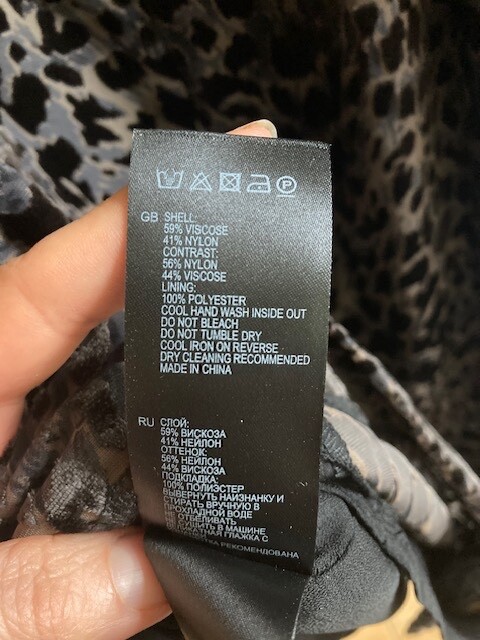 P
GB SHELL:
59% VISCOSE
41% NYLON
CONTRAST:
56% NYLON
44% VISCOSE
LINING:
100% POLYESTER
COOL HAND WASH INSIDE OUT
DO NOT BLEACH
DO NOT TUMBLE DRY
COOL IRON ON REVERSE
DRY CLEANING RECOMMENDED
MADE IN CHINA
RU СЛОЙ:
59% ВИСКОЗА
41% НЕЙЛОН
ОТТЕНОК:
56% НЕЙЛОН
44% ВИСКОЗА
ПОДКЛАДКА:
100% ПОЛИЭСТЕР
ВЫВЕРНУТЬ НАИЗНАНКУ И
СТИРАТЬ ВРУЧНУЮ В
ПРОХЛАДНОЙ ВОДЕ
НЕ ОТБЕЛИВАТЬ
В МАШИНЕ
ГЛАЖКА С
РЕКОМЕНДОВАНА